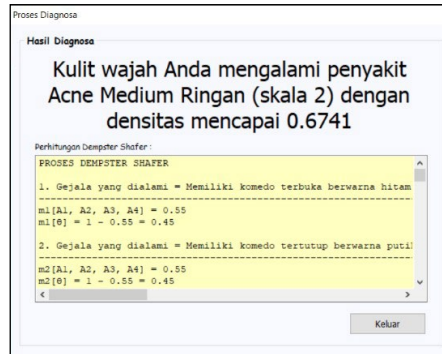 Proses Diagnosa
Hasil Diagnosa
Kulit wajah Anda mengalami penyakit
Acne Medium Ringan (skala 2) dengan
densitas mencapai 0.6741
Perhitungan Dempster Shafer :
PROSES DEMPSTER SHAFER
1. Gejala yang dialami = Memiliki komedo terbuka berwarna hitam
----------------------------------------------------------------
m1[A1, A2, A3, A4] = 0.55
m1[θ] = 1 - 0.55 = 0.45
2. Gejala yang dialami = Memiliki komedo tertutup berwarna puti
----------------------------------------------------------------
m2[A1, A2, A3, A4] = 0.55
m2[θ] = 1 - 0.55 = 0.45
Keluar